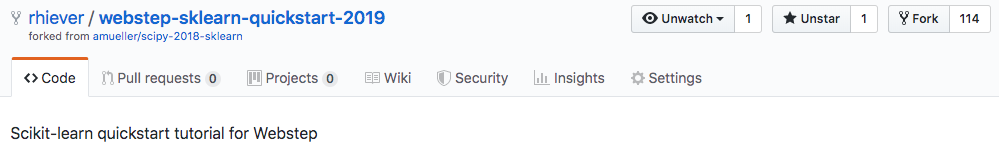 rhiever / webstep-sklearn-quickstart-2019 Unwatch 1 Unstar 1 Fork 114
forked from amueller/scipy-2018-sklearn
<> Code Pull requests 0 Projects 0 Wiki Security Insights Settings
Scikit-learn quickstart tutorial for Webstep